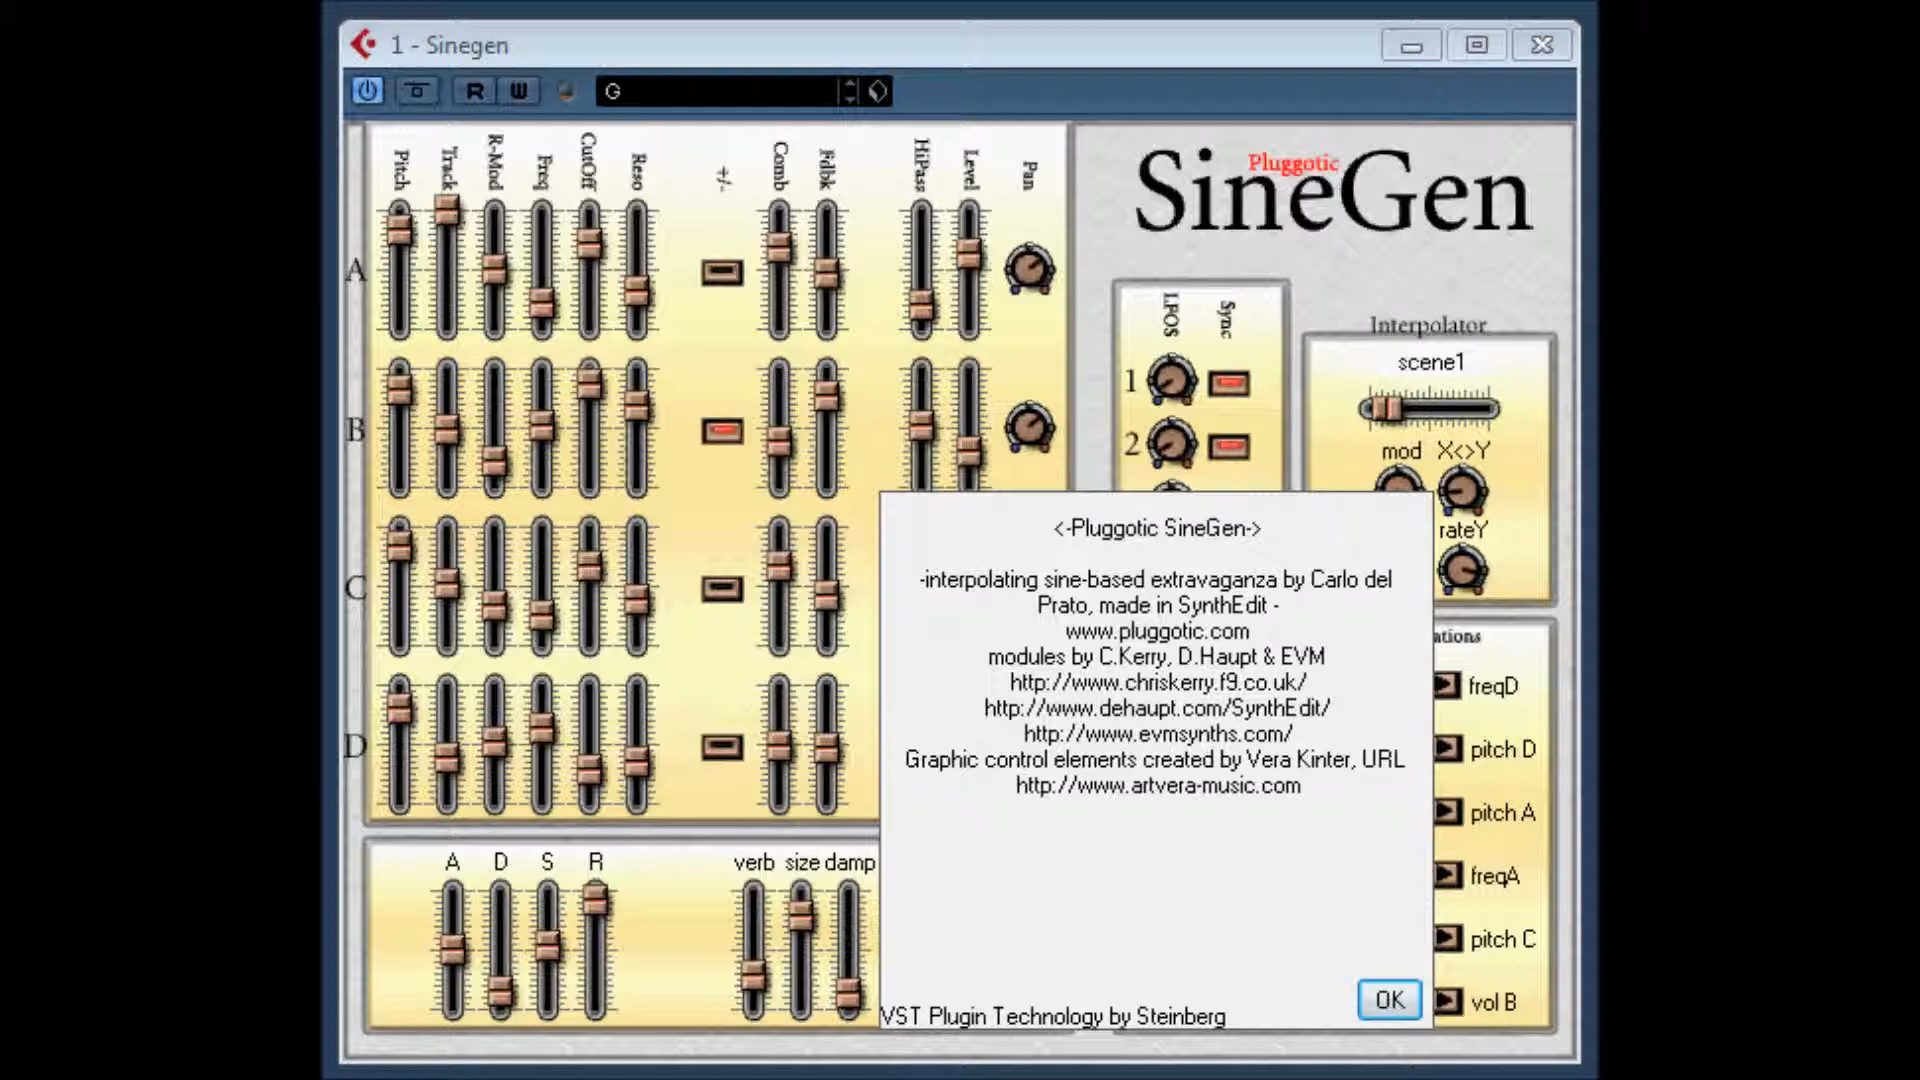 1 - Sinegen
R W G
Pitch Track R-Mod Freq CutOff Reso +/- Comb Fdbk HiPass Level Pan
Pluggotic
SineGen
A
B
C
D
LFOS Sync
1
2
Interpolator
scene1
mod X<>Y
rateY
<-Pluggotic SineGen->
-interpolating sine-based extravaganza by Carlo del
Prato, made in SynthEdit -
www.pluggotic.com
modules by C.Kerry, D.Haupt & EVM
http://www.chriskerry.f9.co.uk/
http://www.dehaupt.com/SynthEdit/
http://www.evmsynths.com/
Graphic control elements created by Vera Kinter, URL
http://www.artvera-music.com
OK
VST Plugin Technology by Steinberg
ations
freqD
pitch D
pitch A
freqA
pitch C
vol B
A D S R
verb size damp